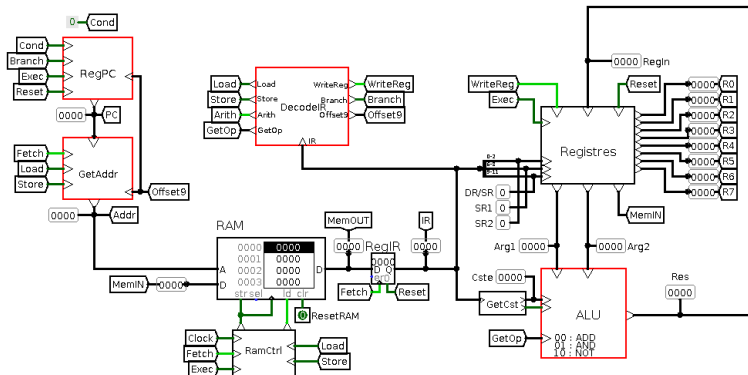 0 Cond
Cond
Branch
Exec
Reset
RegPC
0000 PC
Fetch
Load
Store
GetAddr
Offset9
0000 Addr
Load
Store
Arith
GetOp
Load
Store
Arith
GetOp
DecodeIR
WriteReg
Branch
Offset9
IR
WriteReg
Branch
Offset9
RAM
0000 0000
0001 0000
0002 0000
0003 0000
A
D
D
str sel ld clr
MemIN 0000
ResetRAM
Clock
Fetch
Exec
RamCtrl
Load
Store
MemOUT
0000
RegIR
0000
D Q
Fetch
Reset
IR
0000
0000 RegIn
WriteReg
Exec
Reset
Registres
DR/SR 0
SR1 0
SR2 0
0000 R0
0000 R1
0000 R2
0000 R3
0000 R4
0000 R5
0000 R6
0000 R7
MemIN
Arg1 0000
0000 Arg2
Cste 0000
GetCst
GetOp
ALU
00 : ADD
01 : AND
10 : NOT
Res
0000